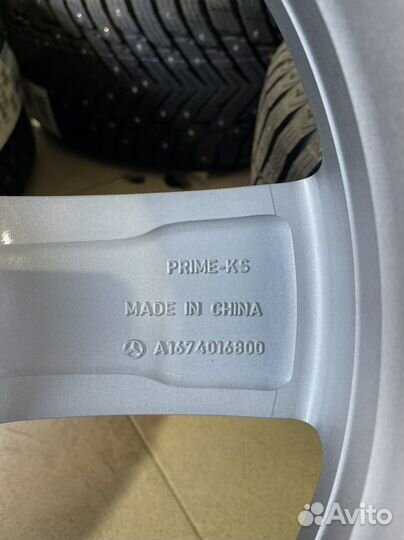 PRIME-KS
MADE IN CHINA
A1674016800
Avito